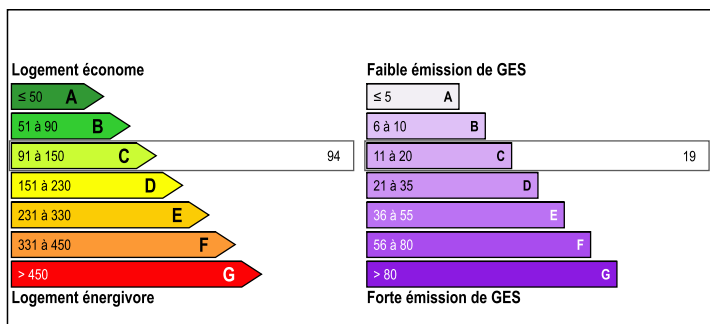 Logement économe
≤ 50 A
51 à 90 B
91 à 150 C 94
151 à 230 D
231 à 330 E
331 à 450 F
> 450 G
Logement énergivore
Faible émission de GES
≤ 5 A
6 à 10 B
11 à 20 C 19
21 à 35 D
36 à 55 E
56 à 80 F
> 80 G
Forte émission de GES